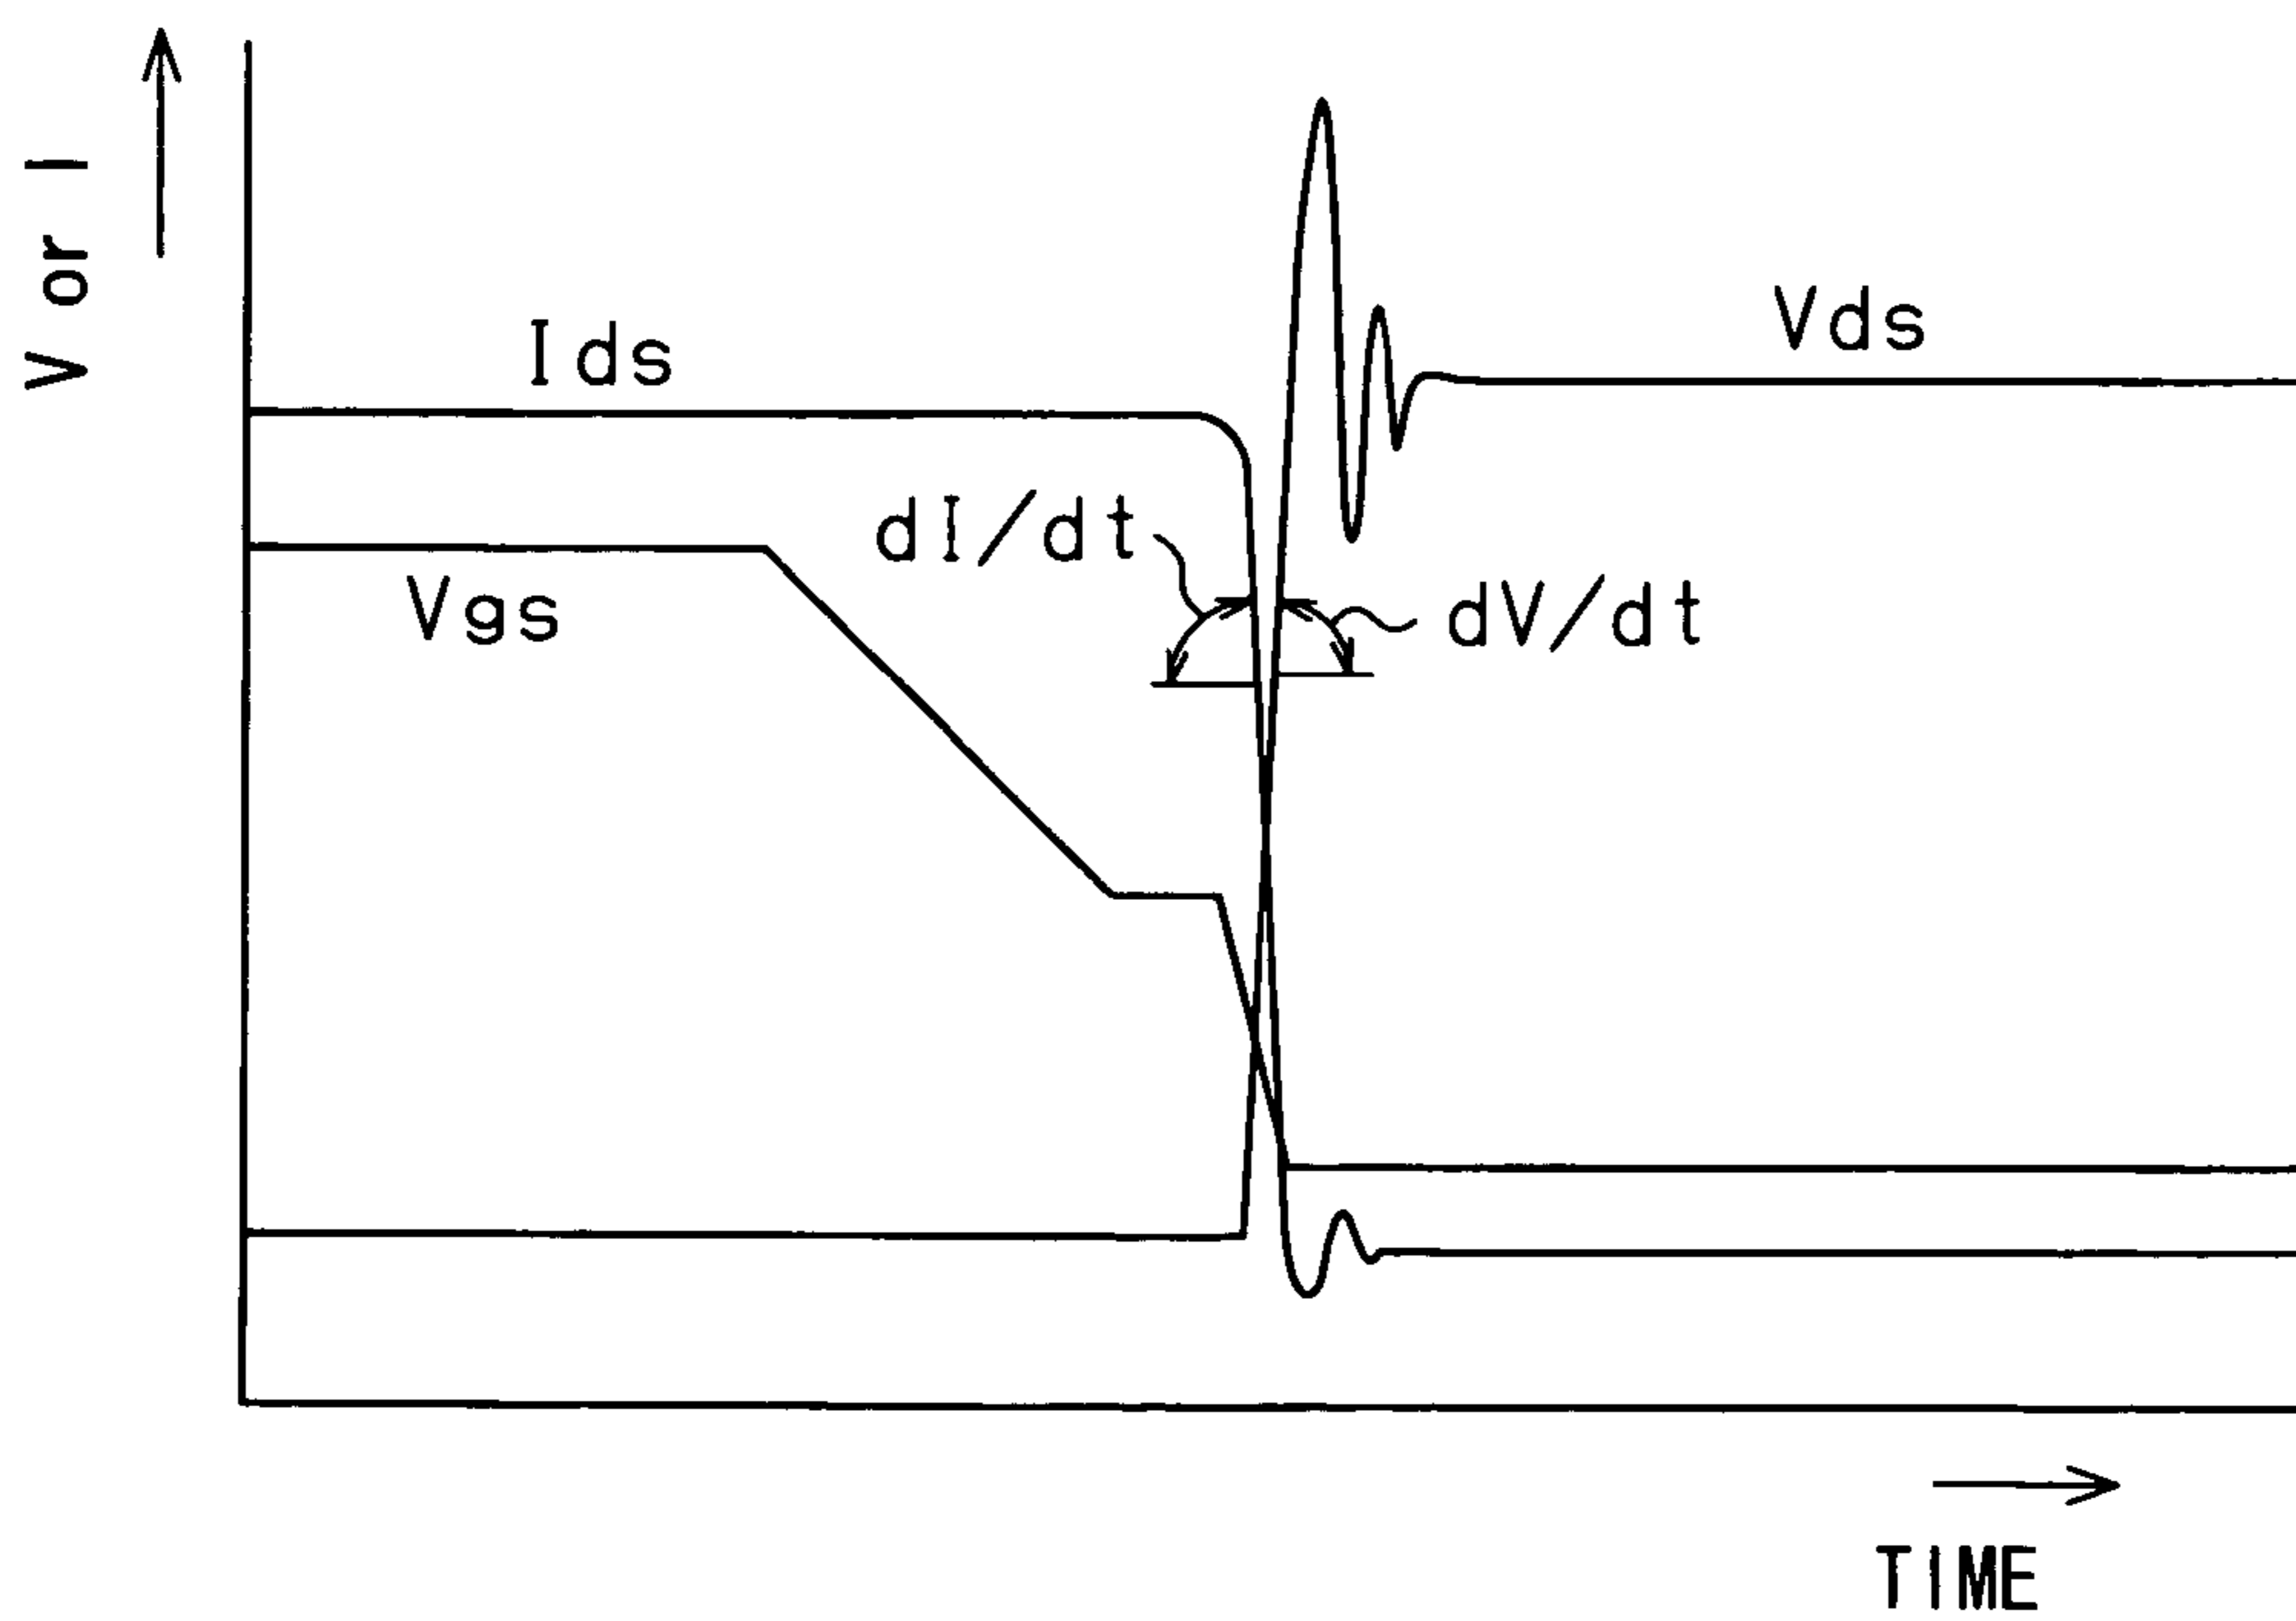 V or I
Ids
Vds
Vgs
dI/dt
dV/dt
TIME